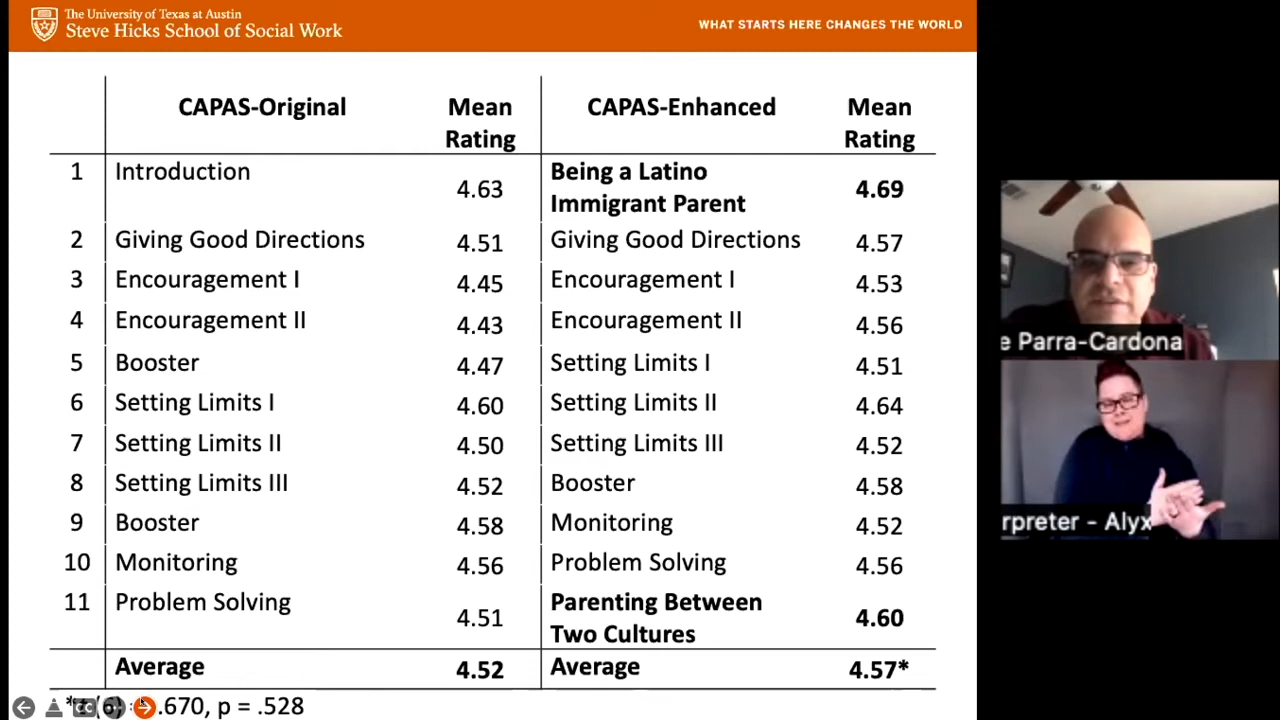 The University of Texas at Austin
Steve Hicks School of Social Work
WHAT STARTS HERE CHANGES THE WORLD
CAPAS-Original Mean Rating CAPAS-Enhanced Mean Rating
1 Introduction 4.63 Being a Latino Immigrant Parent 4.69
2 Giving Good Directions 4.51 Giving Good Directions 4.57
3 Encouragement I 4.45 Encouragement I 4.53
4 Encouragement II 4.43 Encouragement II 4.56
5 Booster 4.47 Setting Limits I 4.51
6 Setting Limits I 4.60 Setting Limits II 4.64
7 Setting Limits II 4.50 Setting Limits III 4.52
8 Setting Limits III 4.52 Booster 4.58
9 Booster 4.58 Monitoring 4.52
10 Monitoring 4.56 Problem Solving 4.56
11 Problem Solving 4.51 Parenting Between Two Cultures 4.60
Average 4.52 Average 4.57*
.670, p = .528
e Parra-Cardona
rpreter - Alyx